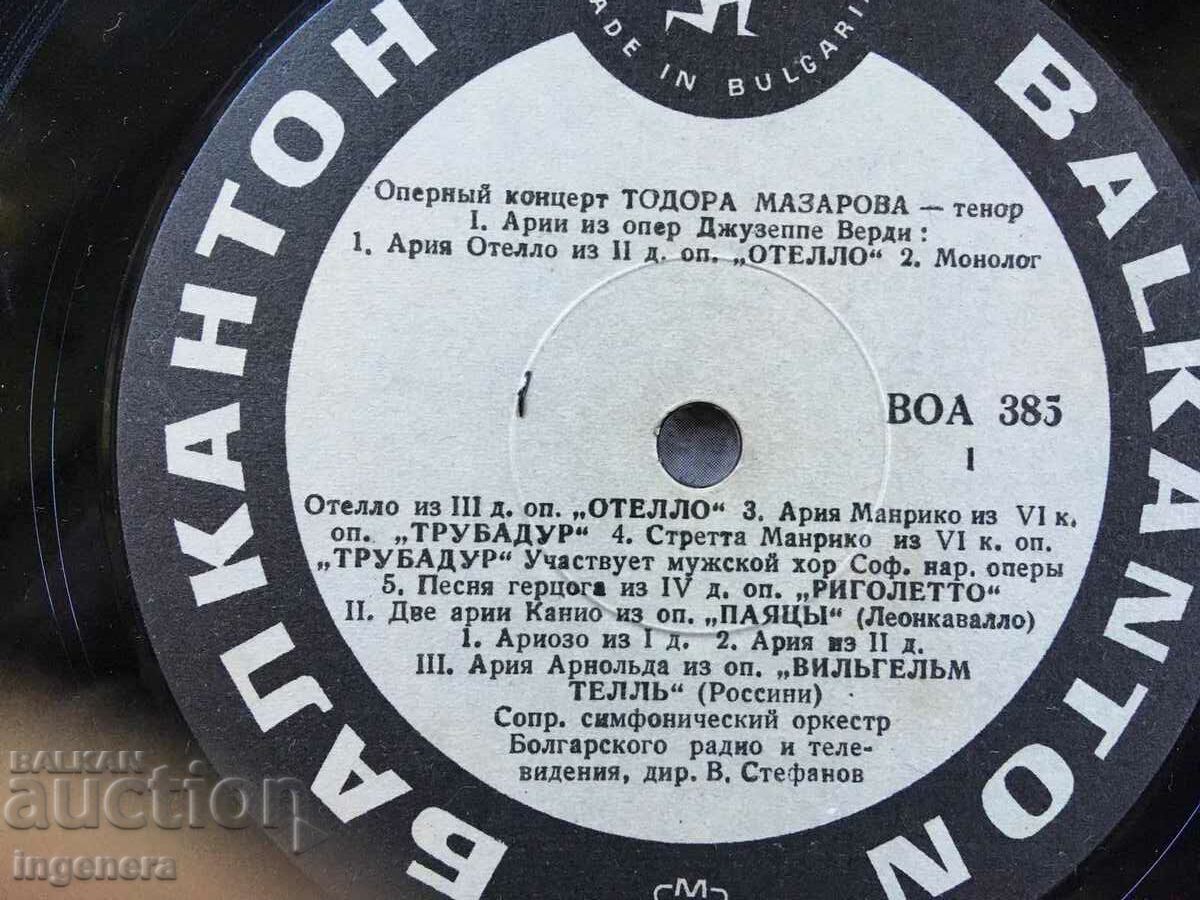 БАЛКАНТОН
BALKANTON
MADE IN BULGARIA
Оперный концерт ТОДОРА МАЗАРОВА — тенор
I. Арии из опер Джузеппе Верди:
1. Ария Отелло из II д. оп. „ОТЕЛЛО“ 2. Монолог
ВОА 385
1
Отелло из III д. оп. „ОТЕЛЛО“ 3. Ария Манрико из VI к.
оп. „ТРУБАДУР“ 4. Стретта Манрико из VI к. оп.
„ТРУБАДУР“ Участвует мужской хор Соф. нар. оперы
5. Песня герцога из IV д. оп. „РИГОЛЕТТО“
II. Две арии Канио из оп. „ПАЯЦЫ“ (Леонкавалло)
1. Ариозо из I д. 2. Ария из II д.
III. Ария Арнольда из оп. „ВИЛЬГЕЛЬМ
ТЕЛЛЬ“ (Россини)
Сопр. симфонический оркестр
Болгарского радио и теле-
видения, дир. В. Стефанов
М
BALKAN
auction
ingenera